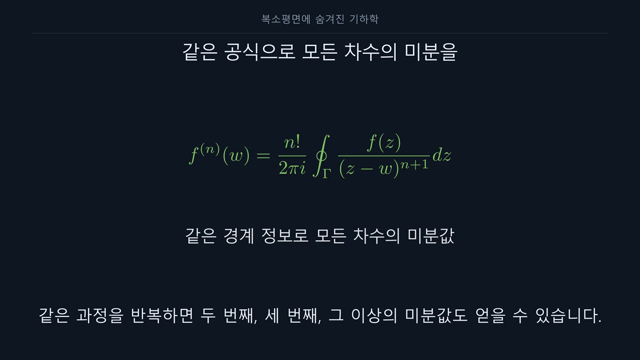 복소평면에 숨겨진 기하학
같은 공식으로 모든 차수의 미분을
f^{(n)}(w) = \frac{n!}{2\pi i} \oint_{\Gamma} \frac{f(z)}{(z - w)^{n+1}} dz
같은 경계 정보로 모든 차수의 미분값
같은 과정을 반복하면 두 번째, 세 번째, 그 이상의 미분값도 얻을 수 있습니다.